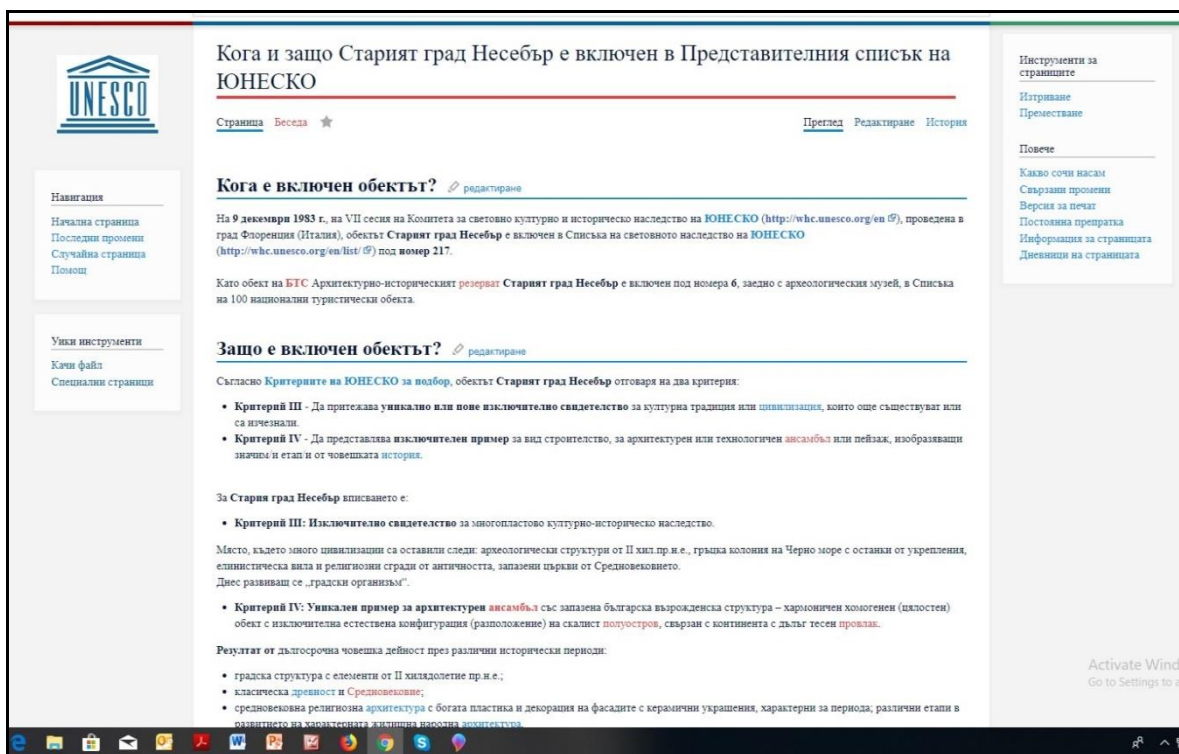 Кога и защо Старият град Несебър е включен в Представителния списък на
ЮНЕСКО
Страница Беседа
Преглед Редактиране История
UNESCO
Навигация
Начална страница
Последни промени
Случайна страница
Помощ
Уики инструменти
Качи файл
Специални страници
Кога е включен обектът? редактиране
На 9 декември 1983 г., на VII сесия на Комитета за световно културно и историческо наследство на ЮНЕСКО (http://whc.unesco.org/en), проведена в
град Флоренция (Италия), обектът Старият град Несебър е включен в Списъка на световното наследство на ЮНЕСКО
(http://whc.unesco.org/en/list/) под номер 217.
Като обект на БТС Архитектурно-историческият резерват Старият град Несебър е включен под номера 6, заедно с археологическия музей, в Списъка
на 100 национални туристически обекта.
Защо е включен обектът? редактиране
Съгласно Критериите на ЮНЕСКО за подбор, обектът Старият град Несебър отговаря на два критерия:
• Критерий III - Да притежава уникално или поне изключително свидетелство за културна традиция или цивилизация, които още съществуват или
са изчезнали.
• Критерий IV - Да представлява изключителен пример за вид строителство, за архитектурен или технологичен ансамбъл или пейзаж, изобразяващи
значим/и етап/и от човешката история.
За Стария град Несебър вписването е:
• Критерий III: Изключително свидетелство за многопластово културно-историческо наследство.
Място, където много цивилизации са оставили следи: археологически структури от II хил.пр.н.е., гръцка колония на Черно море с останки от укрепления,
елинистическа вила и религиозни сгради от античността, запазени църкви от Средновековието.
Днес развиващ се „градски организъм“.
• Критерий IV: Уникален пример за архитектурен ансамбъл със запазена българска възрожденска структура – хармоничен хомогенен (цялостен)
обект с изключителна естествена конфигурация (разположение) на скалист полуостров, свързан с континента с дълъг тесен провлак.
Резултат от дългосрочна човешка дейност през различни исторически периоди:
• градска структура с елементи от II хилядолетие пр.н.е.;
• класическа древност и Средновековие;
• средновековна религиозна архитектура с богата пластика и декорация на фасадите с керамични украшения, характерни за периода; различни етапи в
развитието на характерната жилищна народна архитектура.
Инструменти за
страниците
Изтриване
Преместване
Повече
Какво сочи насам
Свързани промени
Версия за печат
Постоянна препратка
Информация за страницата
Дневници на страницата
Activate Wind
Go to Settings to a